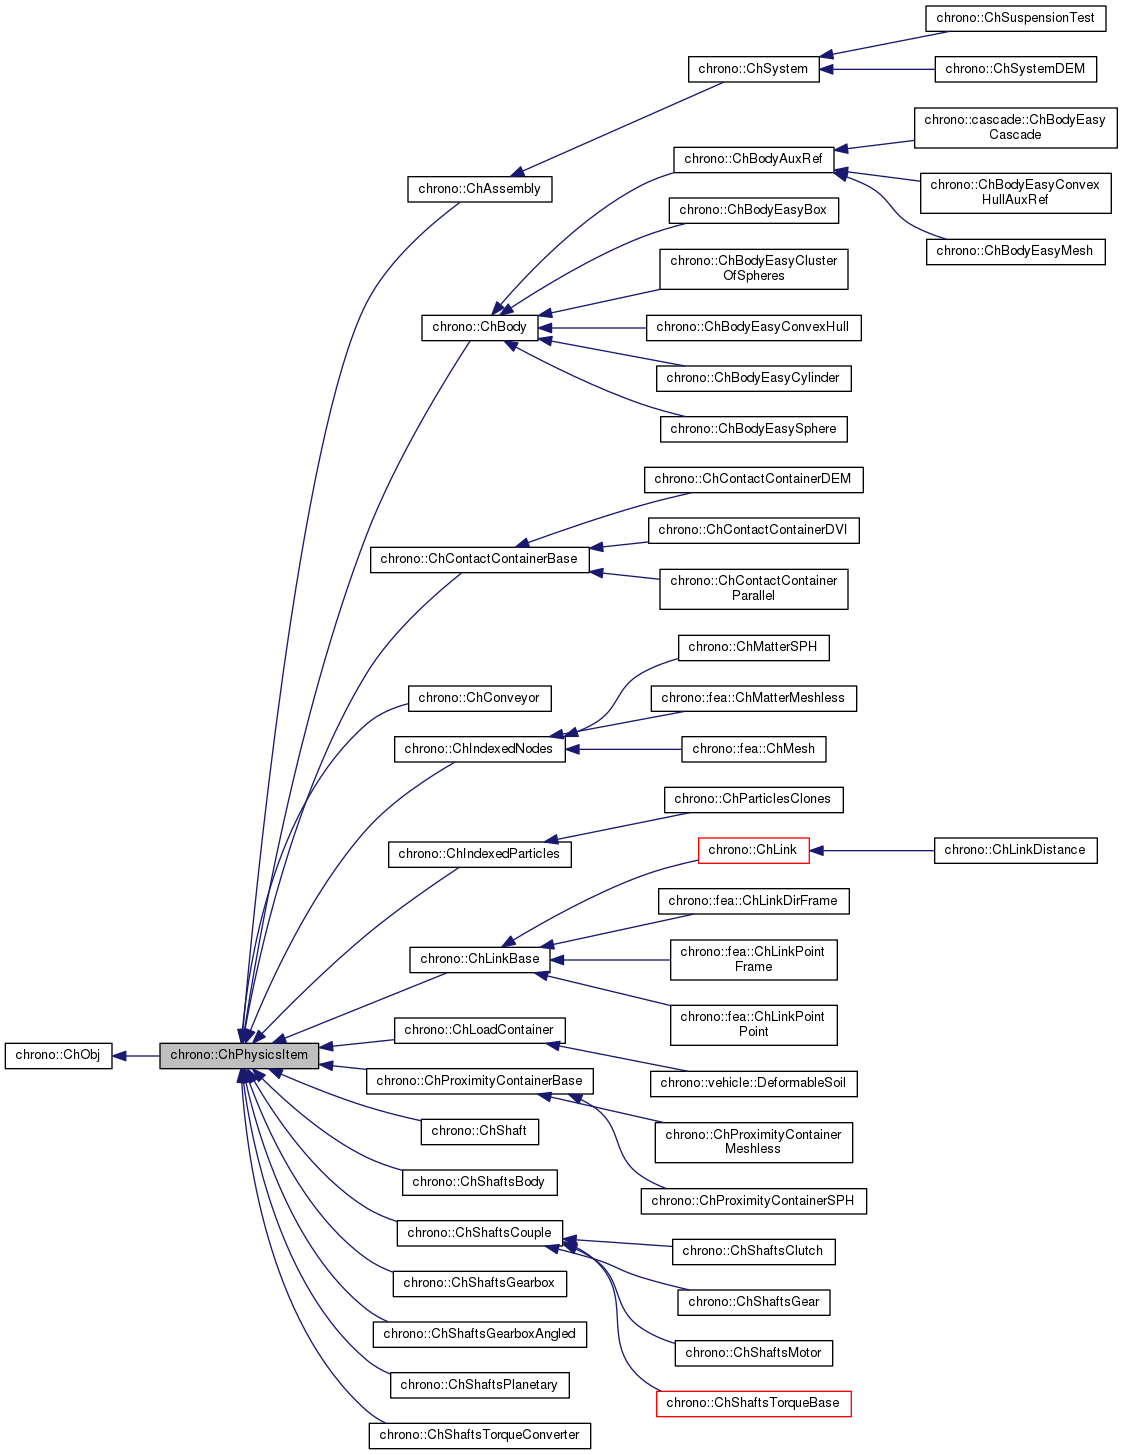 chrono::ChSuspensionTest
chrono::ChSystem
chrono::ChSystemDEM
chrono::cascade::ChBodyEasy
Cascade
chrono::ChBodyAuxRef
chrono::ChAssembly
chrono::ChBodyEasyConvex
HullAuxRef
chrono::ChBodyEasyBox
chrono::ChBodyEasyMesh
chrono::ChBodyEasyCluster
OfSpheres
chrono::ChBody
chrono::ChBodyEasyConvexHull
chrono::ChBodyEasyCylinder
chrono::ChBodyEasySphere
chrono::ChContactContainerDEM
chrono::ChContactContainerDVI
chrono::ChContactContainerBase
chrono::ChContactContainer
Parallel
chrono::ChMatterSPH
chrono::ChConveyor
chrono::fea::ChMatterMeshless
chrono::ChIndexedNodes
chrono::fea::ChMesh
chrono::ChParticlesClones
chrono::ChIndexedParticles
chrono::ChLink
chrono::ChLinkDistance
chrono::fea::ChLinkDirFrame
chrono::ChLinkBase
chrono::fea::ChLinkPoint
Frame
chrono::fea::ChLinkPoint
Point
chrono::ChLoadContainer
chrono::ChObj
chrono::ChPhysicsItem
chrono::ChProximityContainerBase
chrono::vehicle::DeformableSoil
chrono::ChShaft
chrono::ChProximityContainer
Meshless
chrono::ChShaftsBody
chrono::ChProximityContainerSPH
chrono::ChShaftsCouple
chrono::ChShaftsClutch
chrono::ChShaftsGearbox
chrono::ChShaftsGear
chrono::ChShaftsGearboxAngled
chrono::ChShaftsMotor
chrono::ChShaftsPlanetary
chrono::ChShaftsTorqueBase
chrono::ChShaftsTorqueConverter